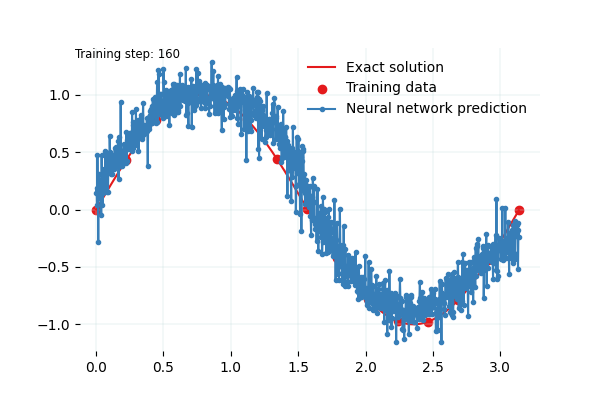 Training step: 160
Exact solution
Training data
Neural network prediction
1.0
0.5
0.0
−0.5
−1.0
0.0 0.5 1.0 1.5 2.0 2.5 3.0